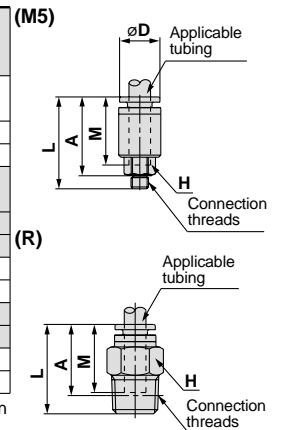 (M5)
øD
Applicable
tubing
L
A
M
H
Connection
threads
(R)
Applicable
tubing
L
A
M
H
Connection
threads
n